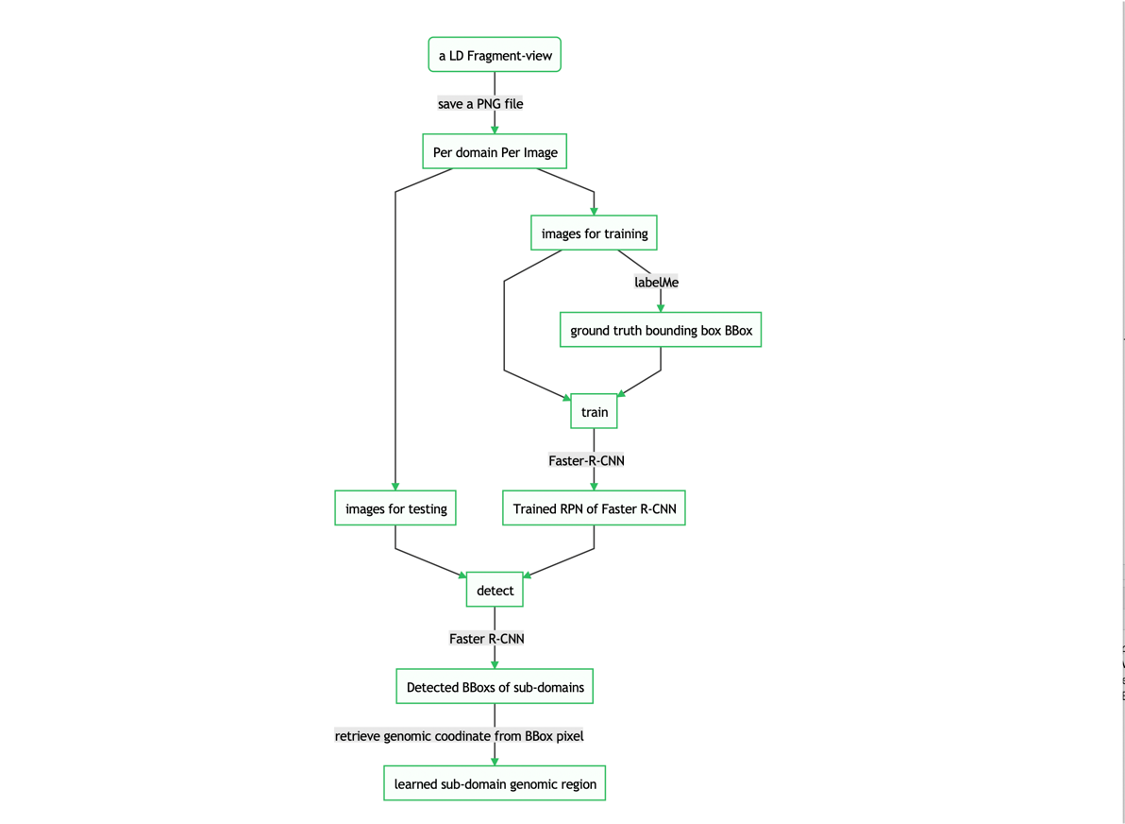 a LD Fragment-view
save a PNG file
Per domain Per Image
images for training
labelMe
ground truth bounding box BBox
train
Faster-R-CNN
images for testing
Trained RPN of Faster R-CNN
detect
Faster R-CNN
Detected BBoxs of sub-domains
retrieve genomic coodinate from BBox pixel
learned sub-domain genomic region